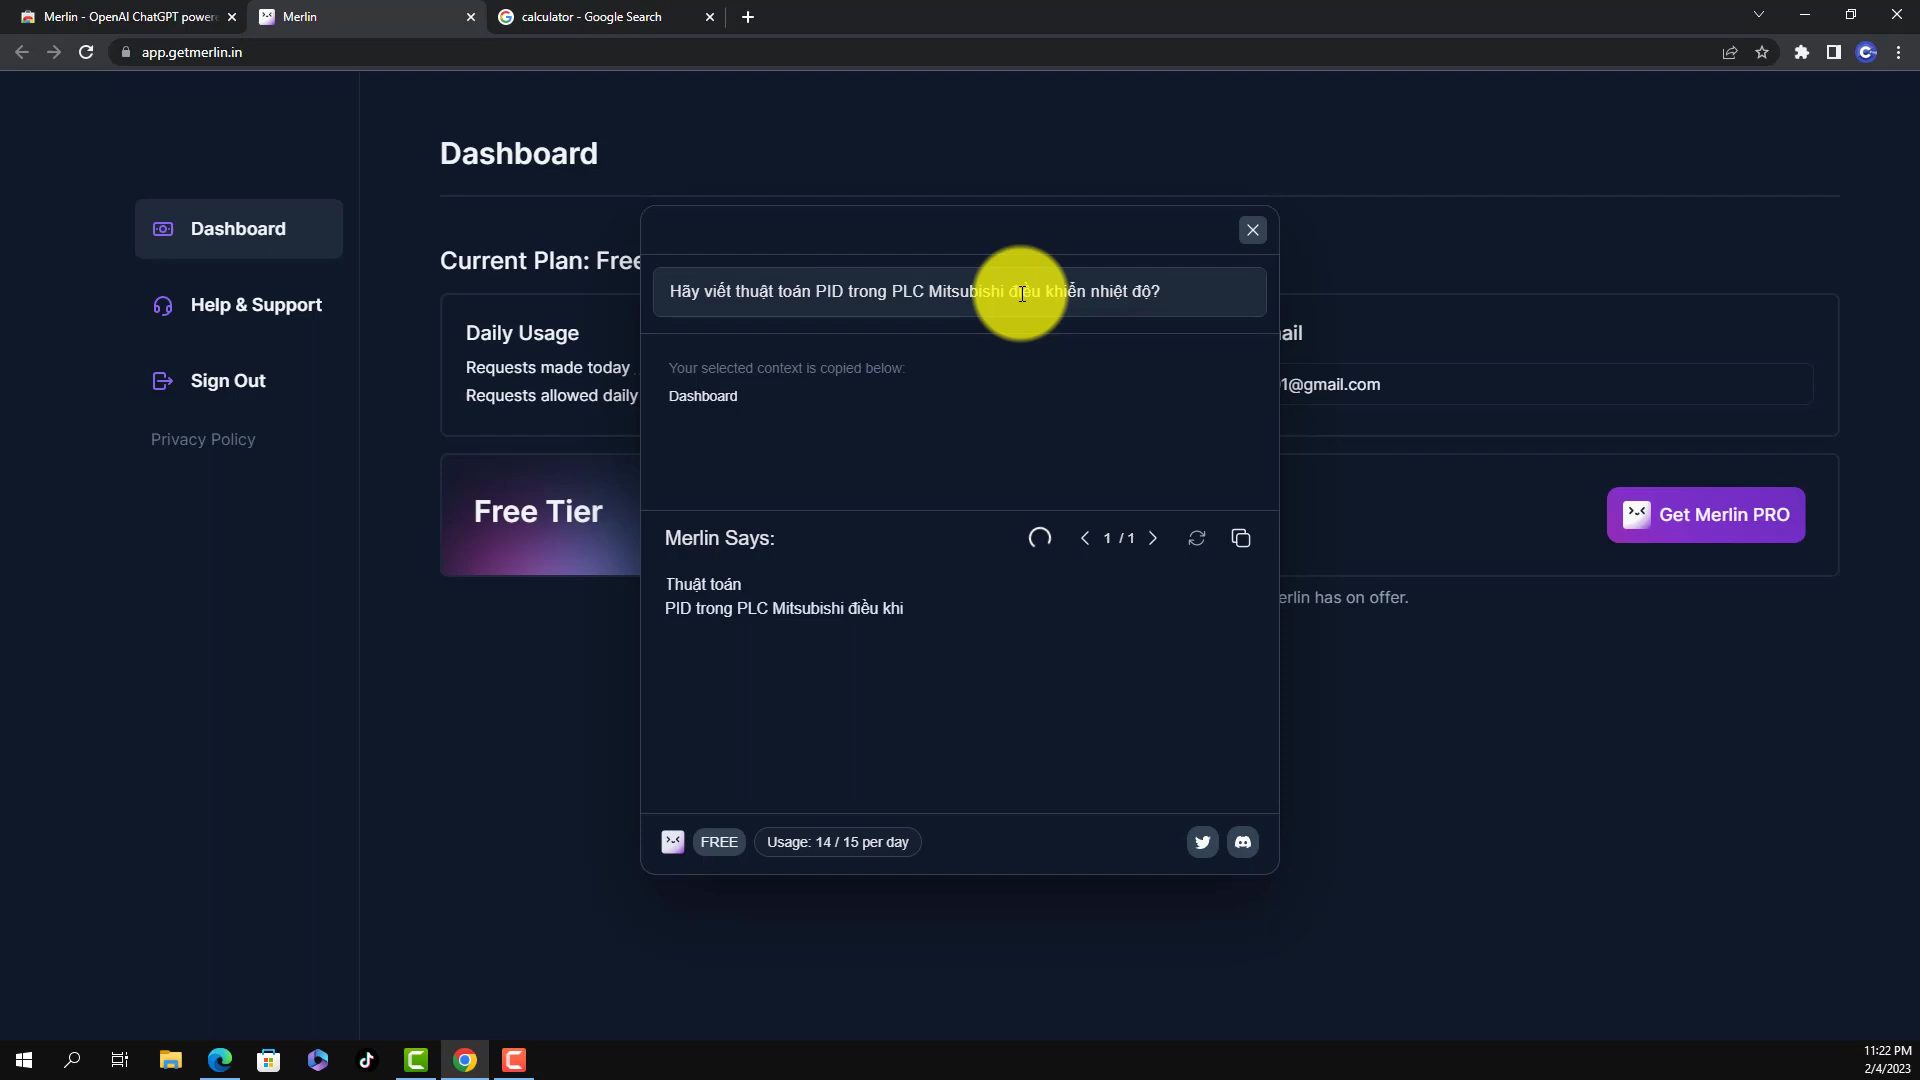 Merlin - OpenAI ChatGPT power
Merlin
calculator - Google Search
app.getmerlin.in
Dashboard
Dashboard
Help & Support
Sign Out
Privacy Policy
Current Plan: Free
Daily Usage
Requests made today
Requests allowed daily
Free Tier
ail
1@gmail.com
Get Merlin PRO
erlin has on offer.
Hãy viết thuật toán PID trong PLC Mitsubishi điều khiển nhiệt độ?
Your selected context is copied below:
Dashboard
Merlin Says:
1 / 1
Thuật toán
PID trong PLC Mitsubishi điều khi
FREE
Usage: 14 / 15 per day
11:22 PM
2/4/2023